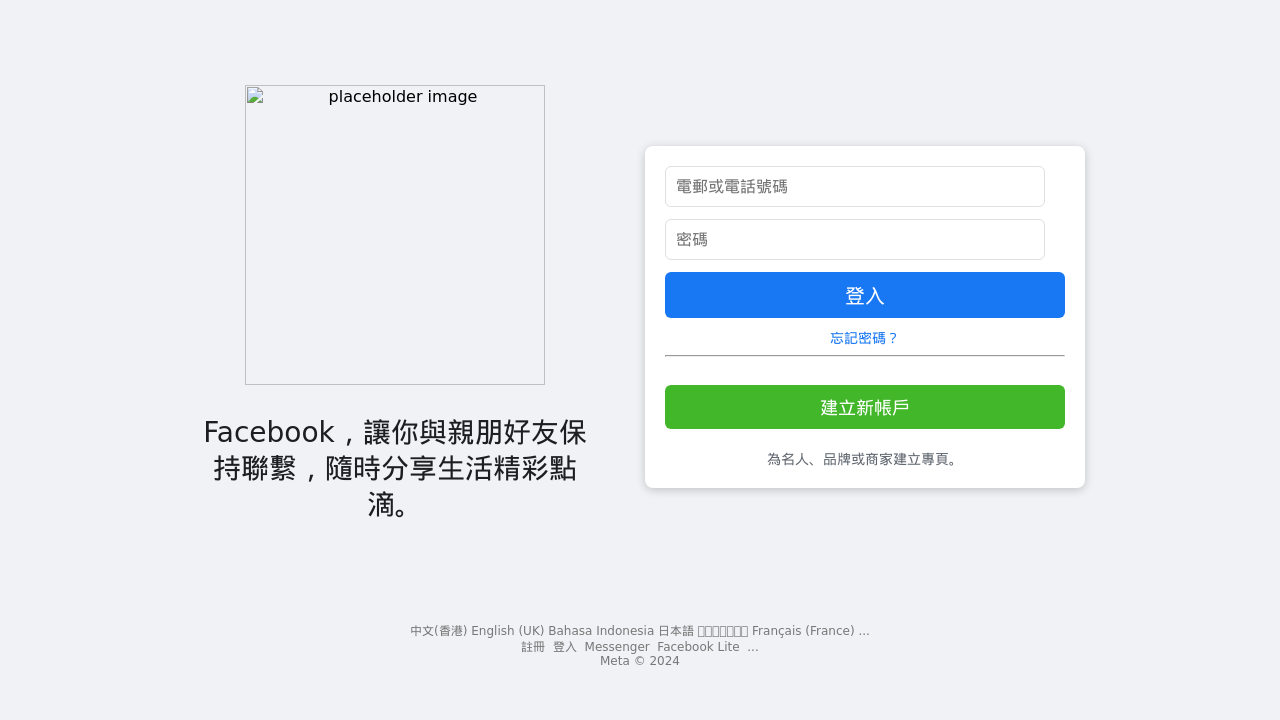 placeholder image
Facebook，讓你與親朋好友保
持聯繫，隨時分享生活精彩點
滴。
電郵或電話號碼
密碼
登入
忘記密碼？
建立新帳戶
為名人、品牌或商家建立專頁。
中文(香港) English (UK) Bahasa Indonesia 日本語 Français (France) ...
註冊 登入 Messenger Facebook Lite ...
Meta © 2024